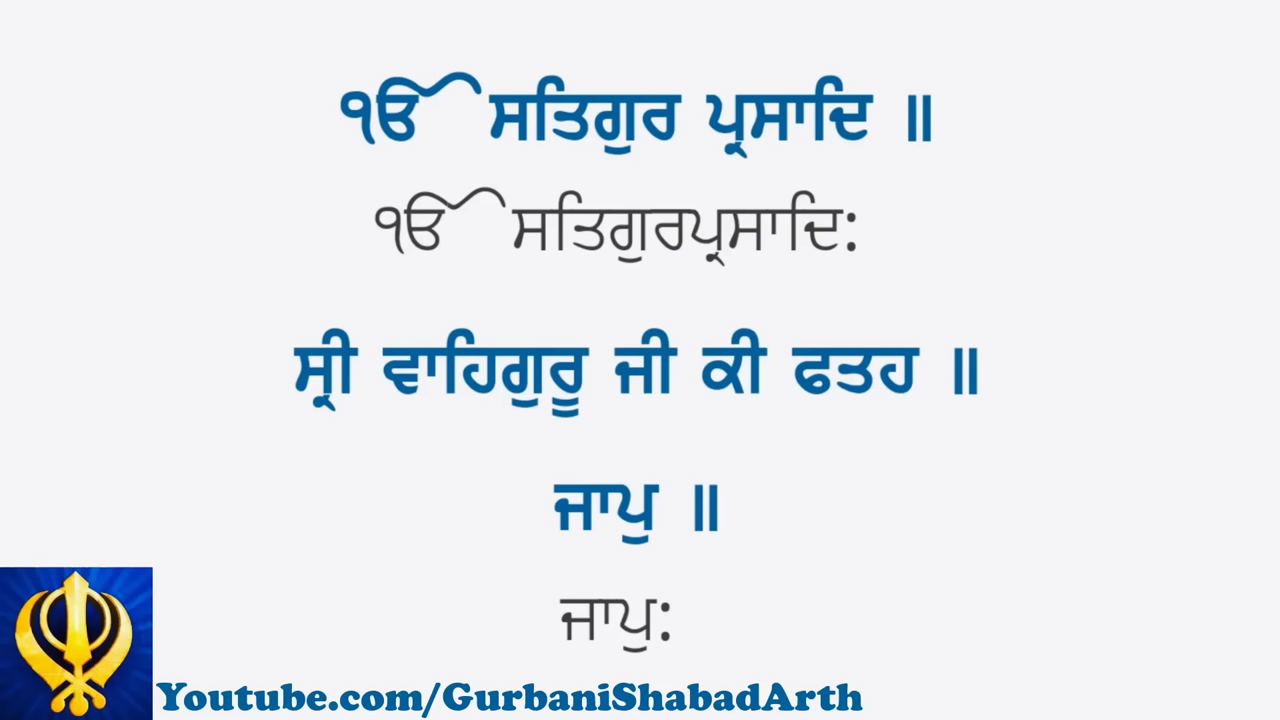 ੴ ਸਤਿਗੁਰ ਪ੍ਰਸਾਦਿ ॥
ੴ ਸਤਿਗੁਰਪ੍ਰਸਾਦਿ:
ਸ੍ਰੀ ਵਾਹਿਗੁਰੂ ਜੀ ਕੀ ਫਤਹ ॥
ਜਾਪੁ ॥
ਜਾਪੁ:
Youtube.com/GurbaniShabadArth